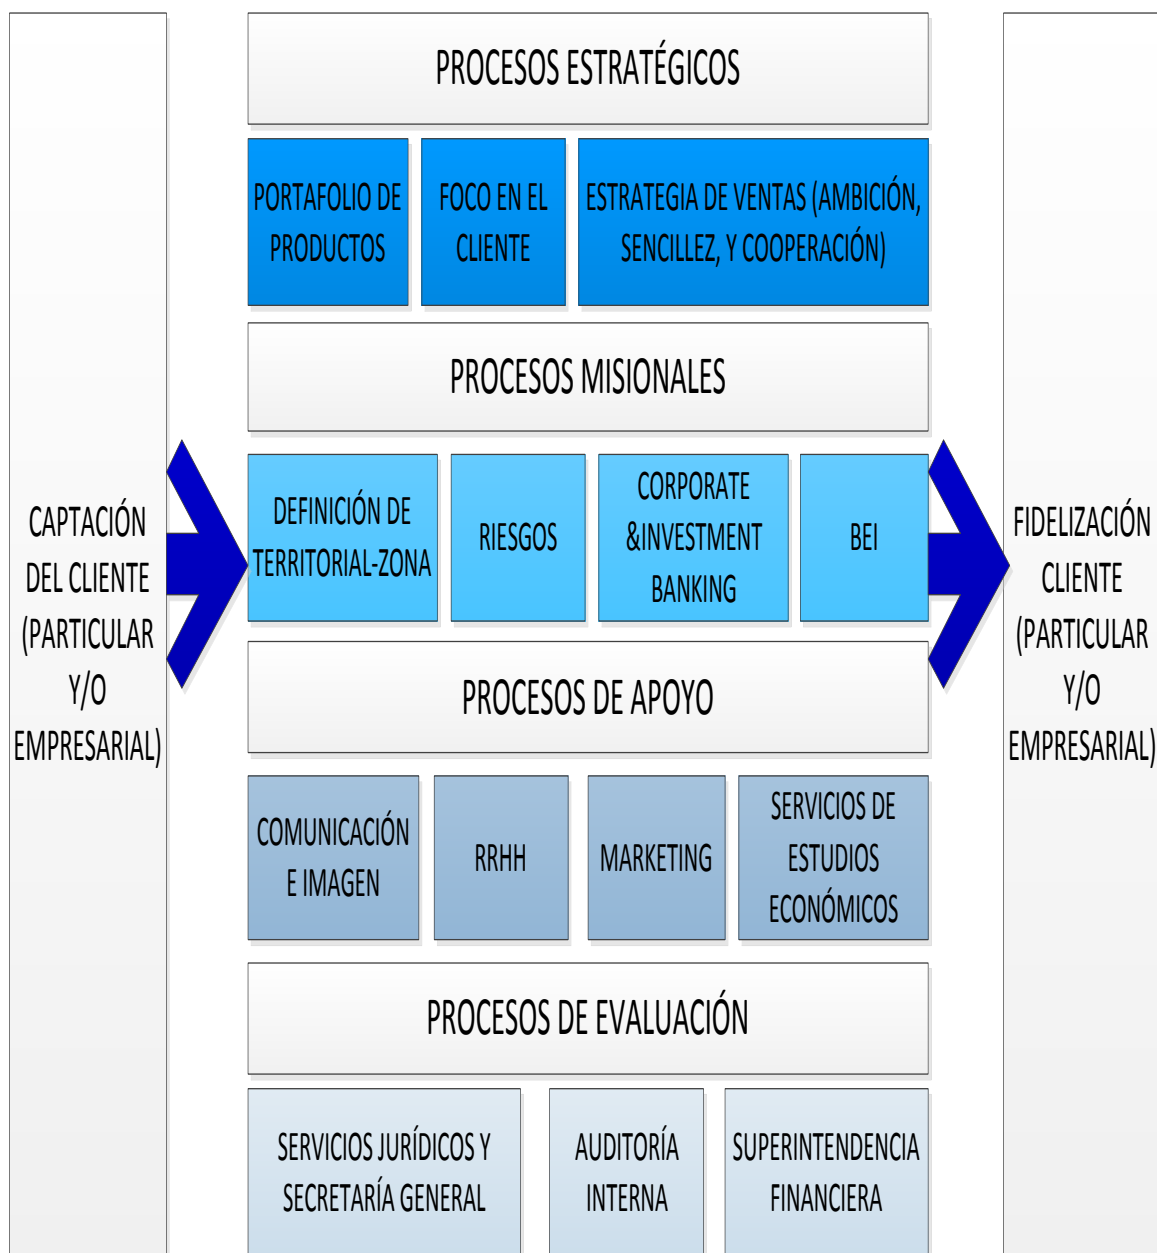 PROCESOS ESTRATÉGICOS
PORTAFOLIO DE
PRODUCTOS
FOCO EN EL
CLIENTE
ESTRATEGIA DE VENTAS (AMBICIÓN,
SENCILLEZ, Y COOPERACIÓN)
PROCESOS MISIONALES
CAPTACIÓN
DEL CLIENTE
(PARTICULAR
Y/O
EMPRESARIAL)
DEFINICIÓN DE
TERRITORIAL-ZONA
RIESGOS
CORPORATE
&INVESTMENT
BANKING
BEI
FIDELIZACIÓN
CLIENTE
(PARTICULAR
Y/O
EMPRESARIAL)
PROCESOS DE APOYO
COMUNICACIÓN
E IMAGEN
RRHH
MARKETING
SERVICIOS DE
ESTUDIOS
ECONÓMICOS
PROCESOS DE EVALUACIÓN
SERVICIOS JURÍDICOS Y
SECRETARÍA GENERAL
AUDITORÍA
INTERNA
SUPERINTENDENCIA
FINANCIERA